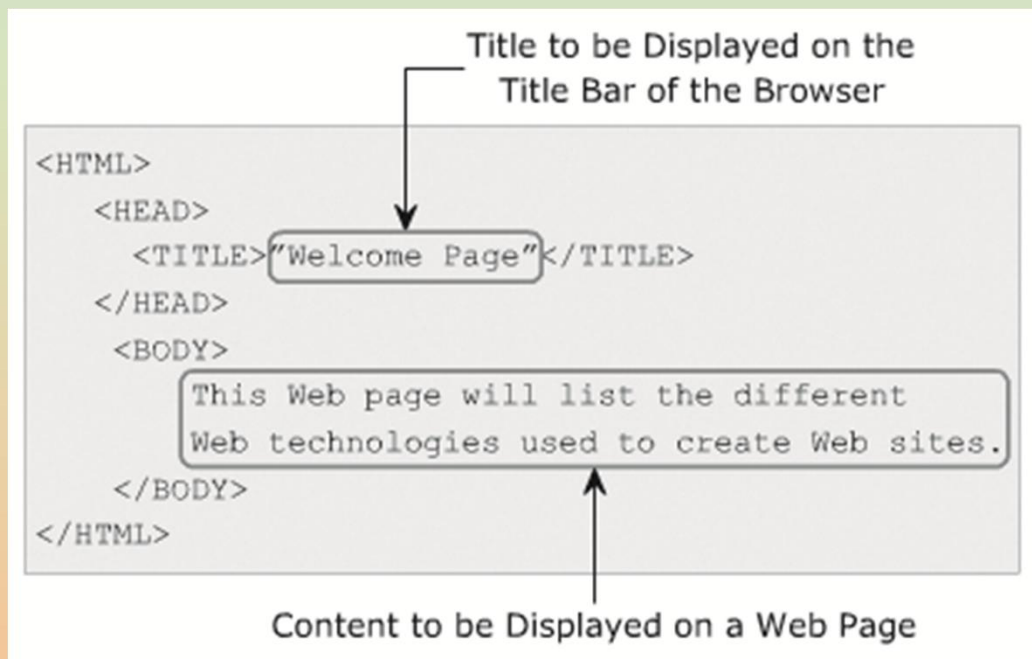 Title to be Displayed on the
Title Bar of the Browser
<HTML>
<HEAD>
<TITLE>"Welcome Page"</TITLE>
</HEAD>
<BODY>
This Web page will list the different
Web technologies used to create Web sites.
</BODY>
</HTML>
Content to be Displayed on a Web Page